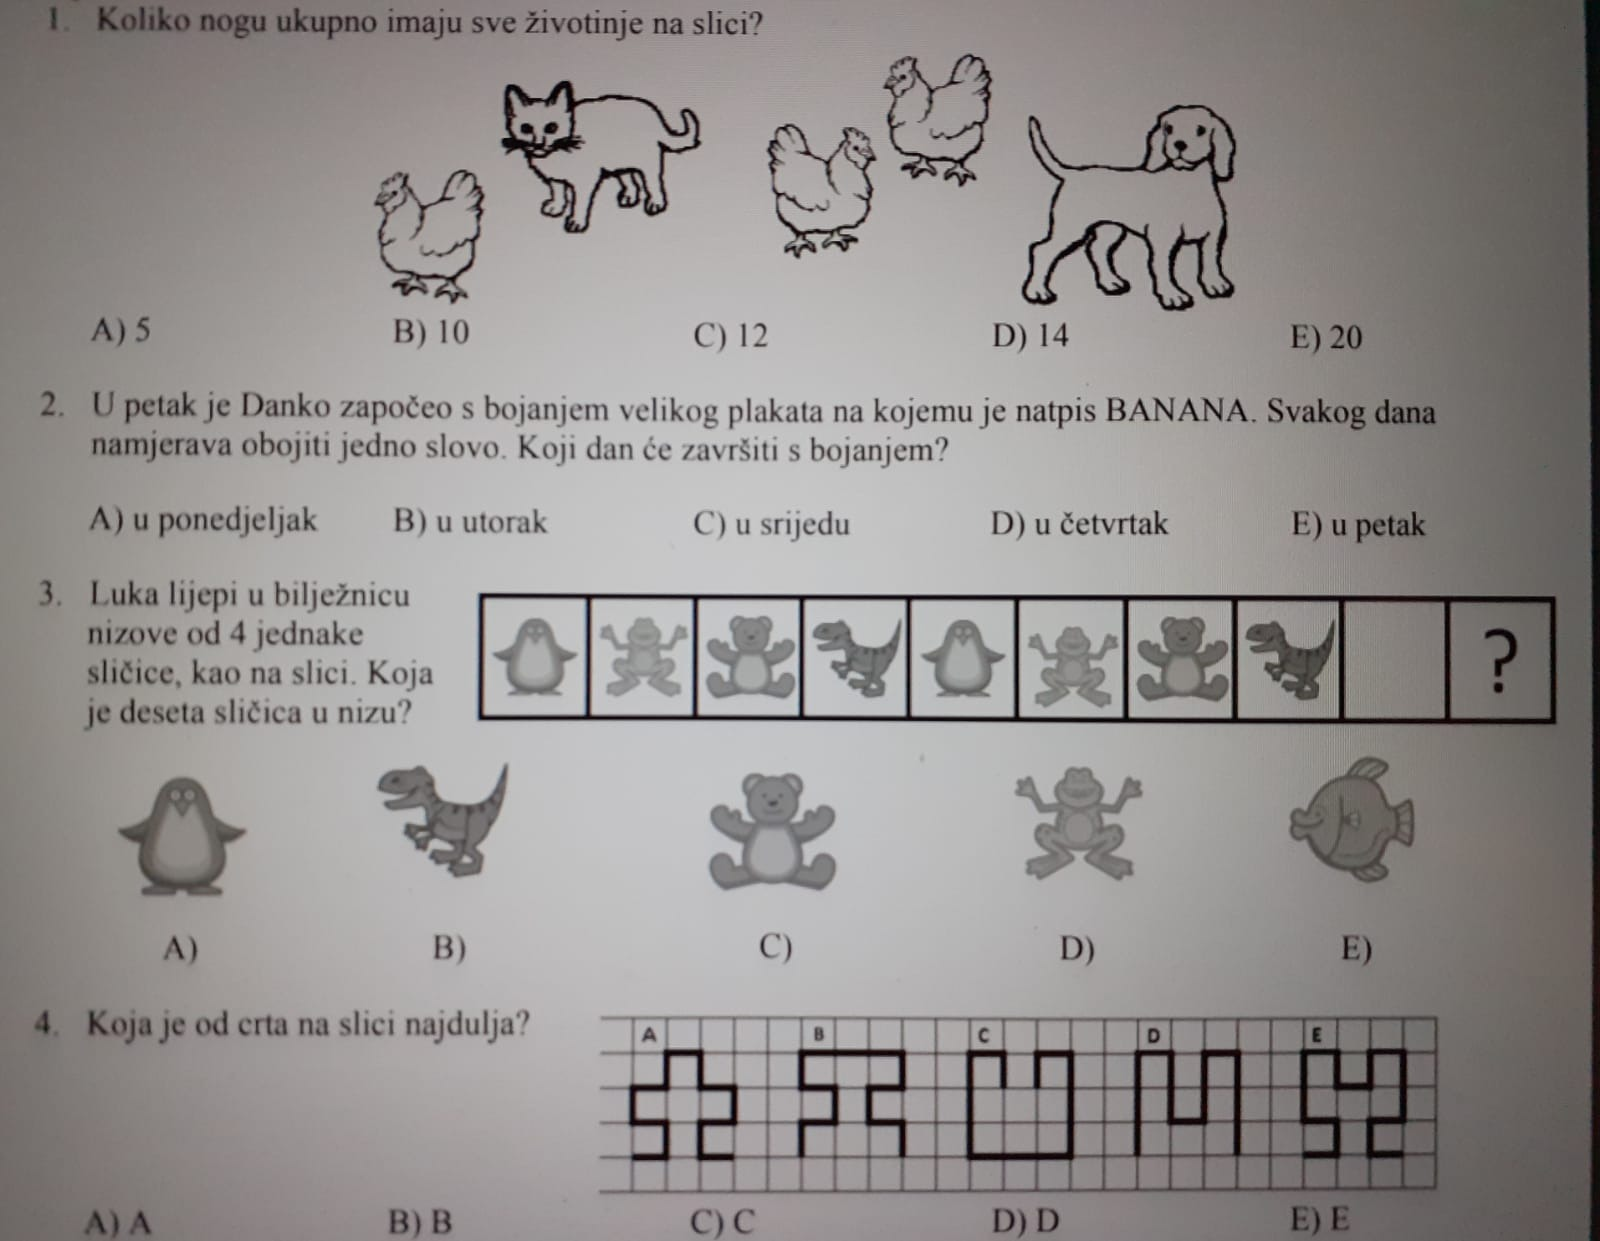 1. Koliko nogu ukupno imaju sve životinje na slici?
A) 5 B) 10 C) 12 D) 14 E) 20
2. U petak je Danko započeo s bojanjem velikog plakata na kojemu je natpis BANANA. Svakog dana
namjerava obojiti jedno slovo. Koji dan će završiti s bojanjem?
A) u ponedjeljak B) u utorak C) u srijedu D) u četvrtak E) u petak
3. Luka lijepi u bilježnicu
nizove od 4 jednake
sličice, kao na slici. Koja
je deseta sličica u nizu?
?
A) B) C) D) E)
4. Koja je od crta na slici najdulja?
A B C D E
A) A B) B C) C D) D E) E